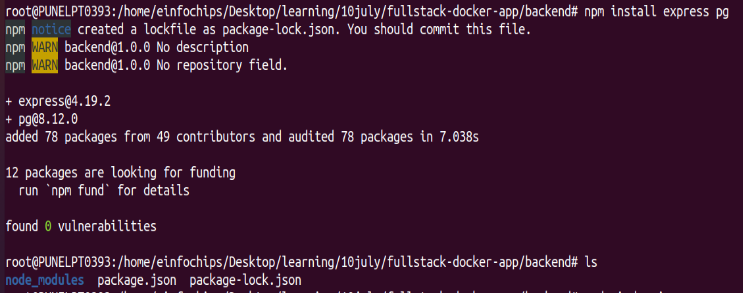 root@PUNELPT0393:/home/einfochips/Desktop/learning/10july/fullstack-docker-app/backend# npm install express pg
npm notice created a lockfile as package-lock.json. You should commit this file.
npm WARN backend@1.0.0 No description
npm WARN backend@1.0.0 No repository field.
+ express@4.19.2
+ pg@8.12.0
added 78 packages from 49 contributors and audited 78 packages in 7.038s
12 packages are looking for funding
run `npm fund` for details
found 0 vulnerabilities
root@PUNELPT0393:/home/einfochips/Desktop/learning/10july/fullstack-docker-app/backend# ls
node_modules package.json package-lock.json